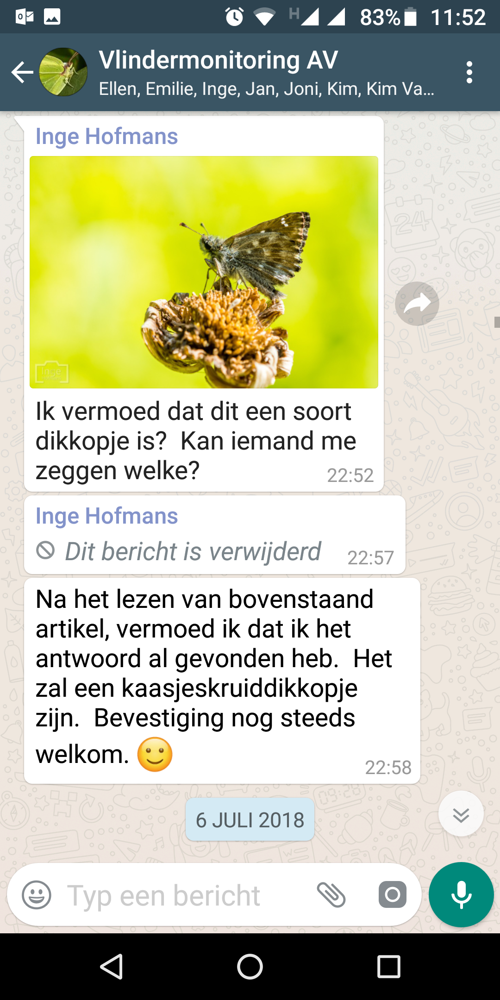 83% 11:52
Vlindermonitoring AV
Ellen, Emilie, Inge, Jan, Joni, Kim, Kim Va...
Inge Hofmans
Inge
Hofmans
Ik vermoed dat dit een soort
dikkopje is? Kan iemand me
zeggen welke?
22:52
Inge Hofmans
Dit bericht is verwijderd
22:57
Na het lezen van bovenstaand
artikel, vermoed ik dat ik het
antwoord al gevonden heb. Het
zal een kaasjeskruiddikkopje
zijn. Bevestiging nog steeds
welkom. 🙂
22:58
6 JULI 2018
Typ een bericht